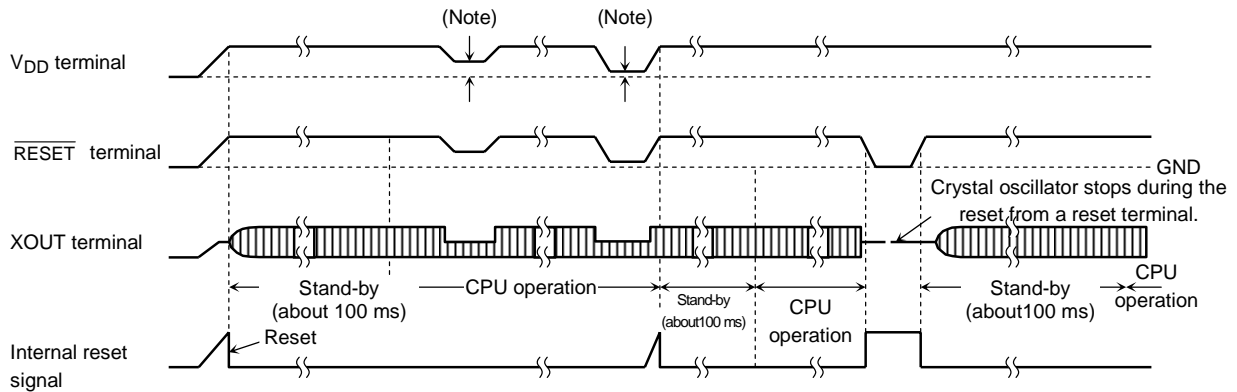 (Note)
(Note)
VDD terminal
RESET terminal
GND
Crystal oscillator stops during the
reset from a reset terminal.
XOUT terminal
Stand-by
(about 100 ms)
CPU operation
Stand-by
(about100 ms)
CPU
operation
Stand-by
(about100 ms)
CPU
operation
Reset
Internal reset
signal